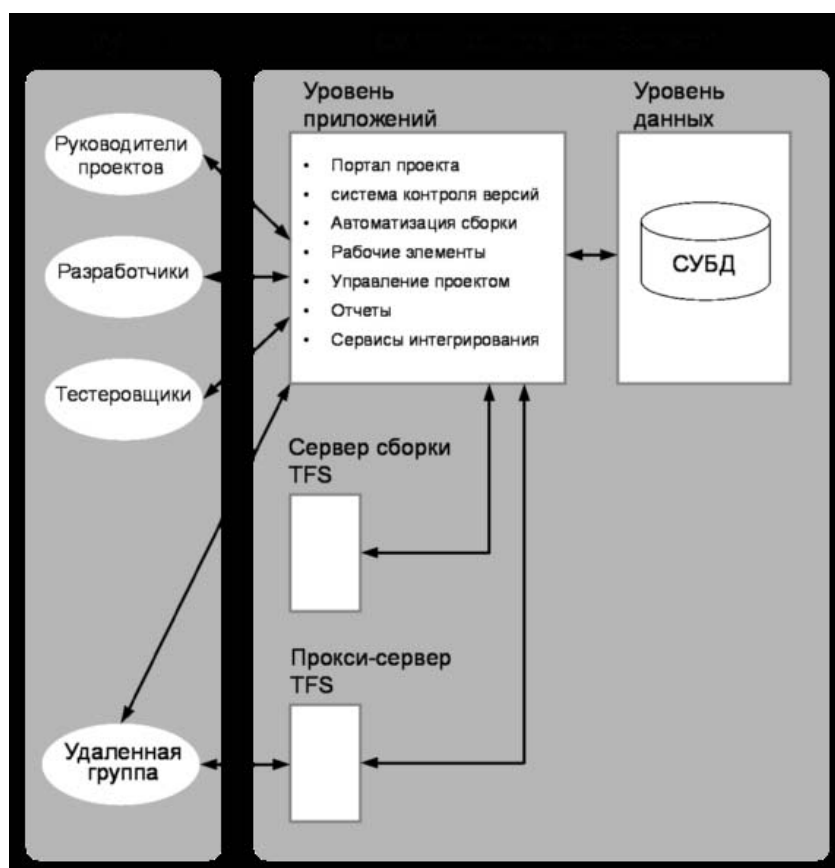 Руководители
проектов
Разработчики
Тестеровщики
Удаленная
группа
Уровень
приложений
• Портал проекта
• система контроля версий
• Автоматизация сборки
• Рабочие элементы
• Управление проектом
• Отчеты
• Сервисы интегрирования
Уровень
данных
СУБД
Сервер сборки
TFS
Прокси-сервер
TFS